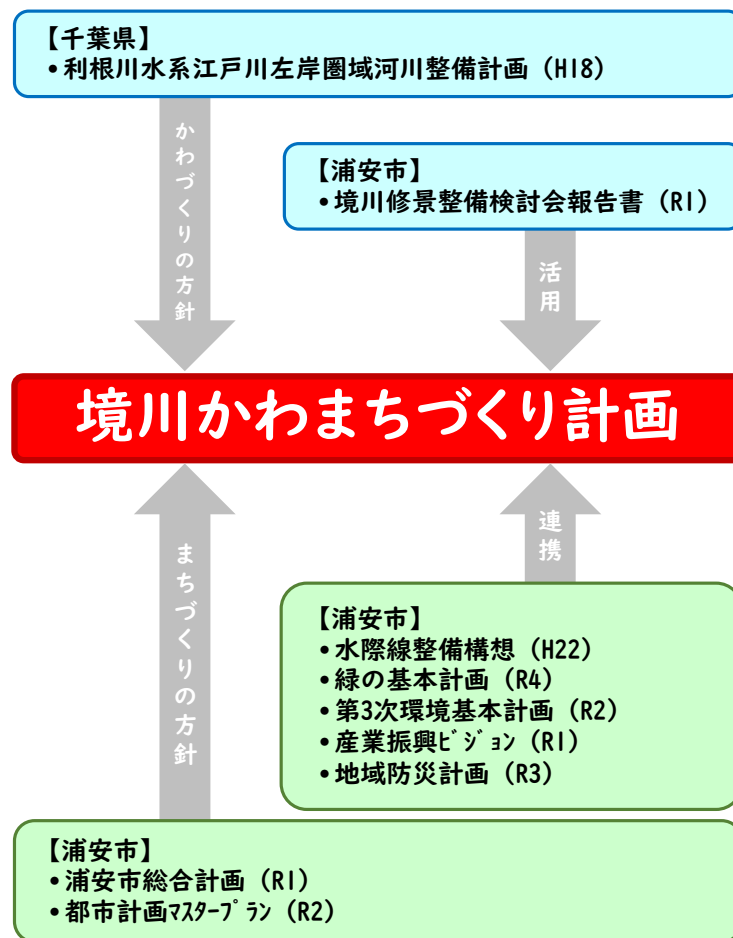 【千葉県】
•利根川水系江戸川左岸圏域河川整備計画（H18）
かわづくりの方針
【浦安市】
•境川修景整備検討会報告書（R1）
活用
境川かわまちづくり計画
まちづくりの方針
連携
【浦安市】
•水際線整備構想（H22）
•緑の基本計画（R4）
•第3次環境基本計画（R2）
•産業振興ﾋﾞｼﾞｮﾝ（R1）
•地域防災計画（R3）
【浦安市】
•浦安市総合計画（R1）
•都市計画ﾏｽﾀｰﾌﾟﾗﾝ（R2）